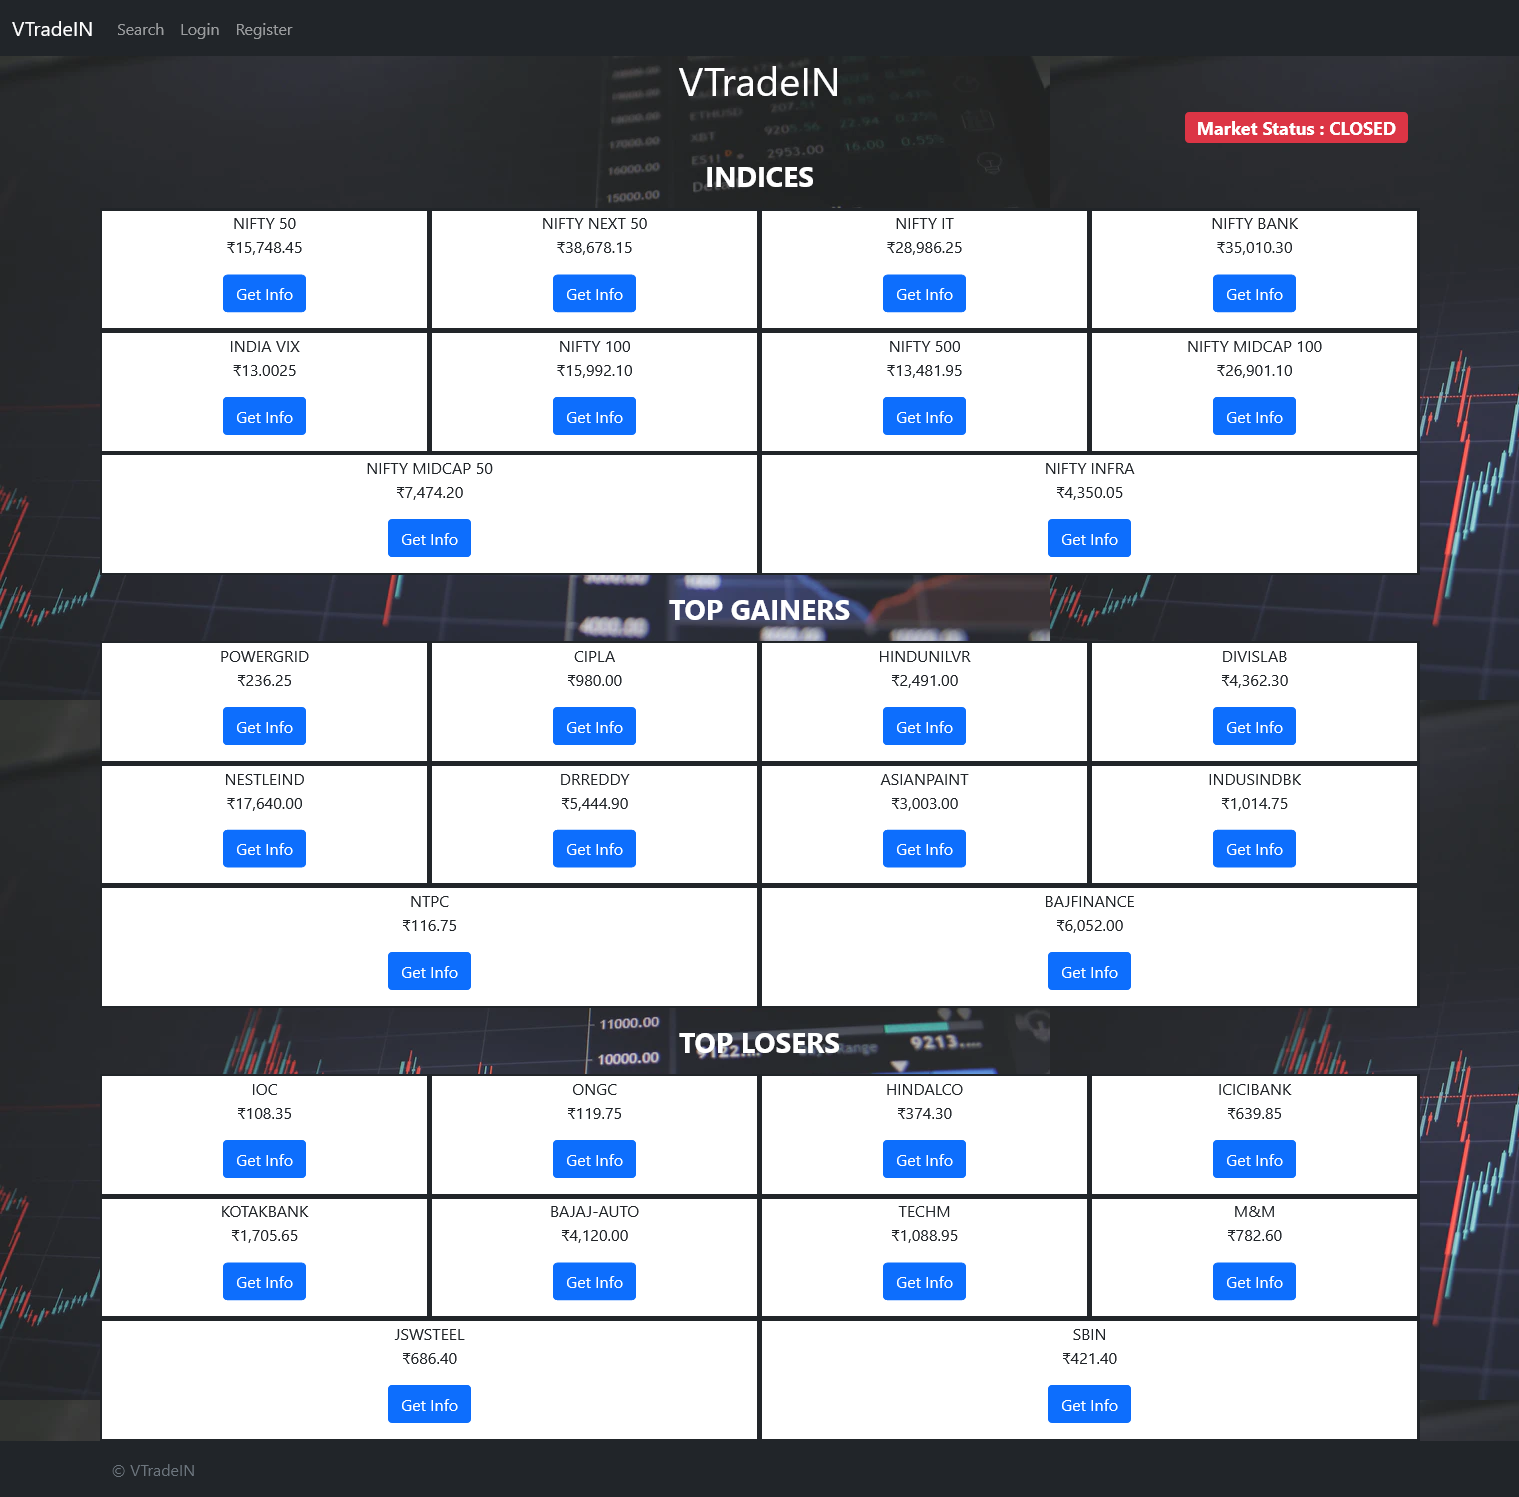 VTradeIN Search Login Register
VTradeIN
Market Status : CLOSED
INDICES
NIFTY 50
₹15,748.45
Get Info
NIFTY NEXT 50
₹38,678.15
Get Info
NIFTY IT
₹28,986.25
Get Info
NIFTY BANK
₹35,010.30
Get Info
INDIA VIX
₹13.0025
Get Info
NIFTY 100
₹15,992.10
Get Info
NIFTY 500
₹13,481.95
Get Info
NIFTY MIDCAP 100
₹26,901.10
Get Info
NIFTY MIDCAP 50
₹7,474.20
Get Info
NIFTY INFRA
₹4,350.05
Get Info
TOP GAINERS
POWERGRID
₹236.25
Get Info
CIPLA
₹980.00
Get Info
HINDUNILVR
₹2,491.00
Get Info
DIVISLAB
₹4,362.30
Get Info
NESTLEIND
₹17,640.00
Get Info
DRREDDY
₹5,444.90
Get Info
ASIANPAINT
₹3,003.00
Get Info
INDUSINDBK
₹1,014.75
Get Info
NTPC
₹116.75
Get Info
BAJFINANCE
₹6,052.00
Get Info
TOP LOSERS
IOC
₹108.35
Get Info
ONGC
₹119.75
Get Info
HINDALCO
₹374.30
Get Info
ICICIBANK
₹639.85
Get Info
KOTAKBANK
₹1,705.65
Get Info
BAJAJ-AUTO
₹4,120.00
Get Info
TECHM
₹1,088.95
Get Info
M&M
₹782.60
Get Info
JSWSTEEL
₹686.40
Get Info
SBIN
₹421.40
Get Info
© VTradeIN